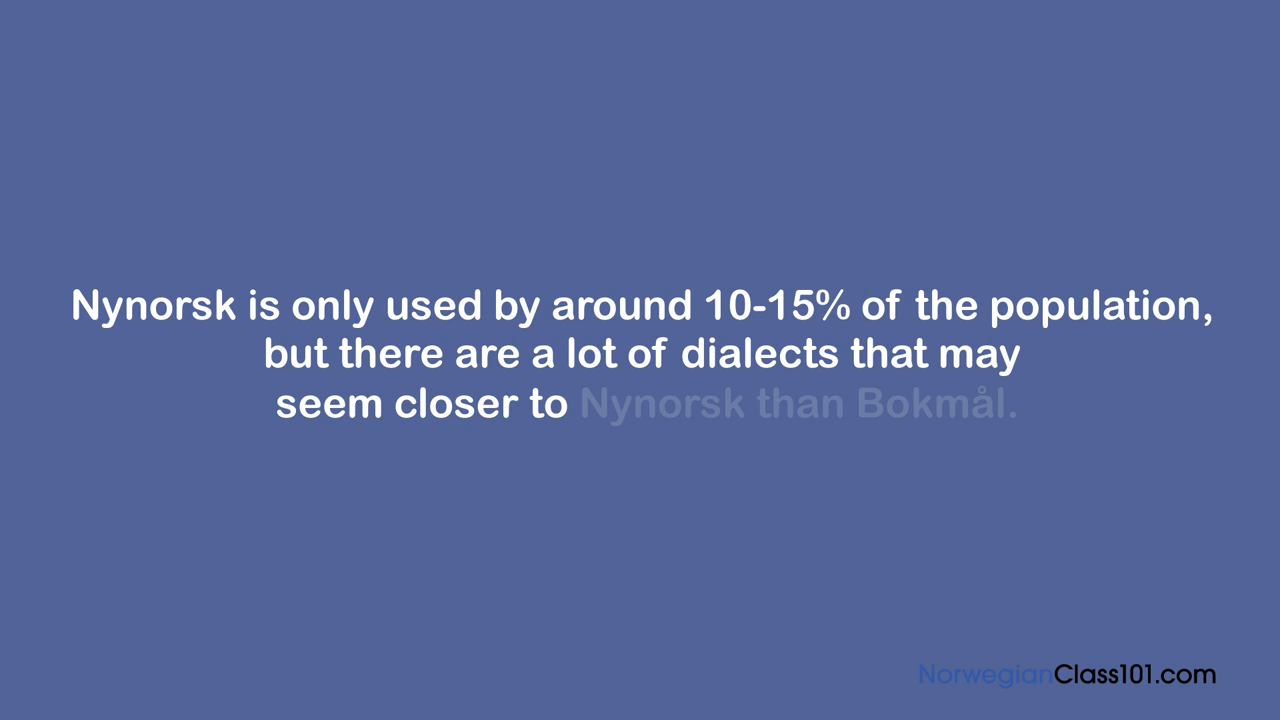 Nynorsk is only used by around 10-15% of the population,
but there are a lot of dialects that may
seem closer to Nynorsk than Bokmål.
NorwegianClass101.com